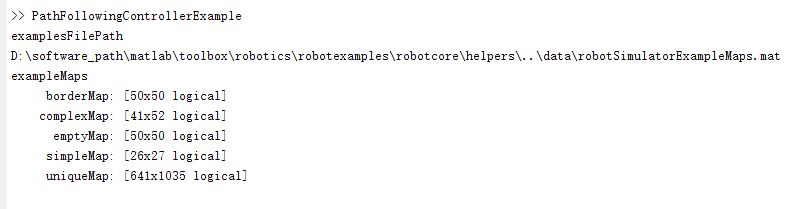 >> PathFollowingControllerExample
examplesFilePath
D:\software_path\matlab\toolbox\robotics\robotexamples\robotcore\helpers\..\data\robotSimulatorExampleMaps.mat
exampleMaps
borderMap: [50x50 logical]
complexMap: [41x52 logical]
emptyMap: [50x50 logical]
simpleMap: [26x27 logical]
uniqueMap: [641x1035 logical]